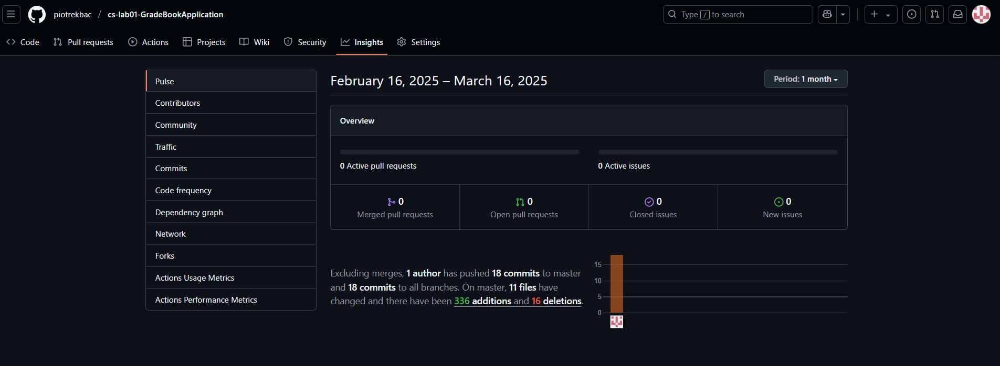 piotrekbac / cs-lab01-GradeBookApplication
Type / to search
Code Pull requests Actions Projects Wiki Security Insights Settings
Pulse
Contributors
Community
Traffic
Commits
Code frequency
Dependency graph
Network
Forks
Actions Usage Metrics
Actions Performance Metrics
February 16, 2025 – March 16, 2025
Period: 1 month
Overview
0 Active pull requests
0 Active issues
0
Merged pull requests
0
Open pull requests
0
Closed issues
0
New issues
Excluding merges, 1 author has pushed 18 commits to master
and 18 commits to all branches. On master, 11 files have
changed and there have been 336 additions and 16 deletions.
15
10
5
0